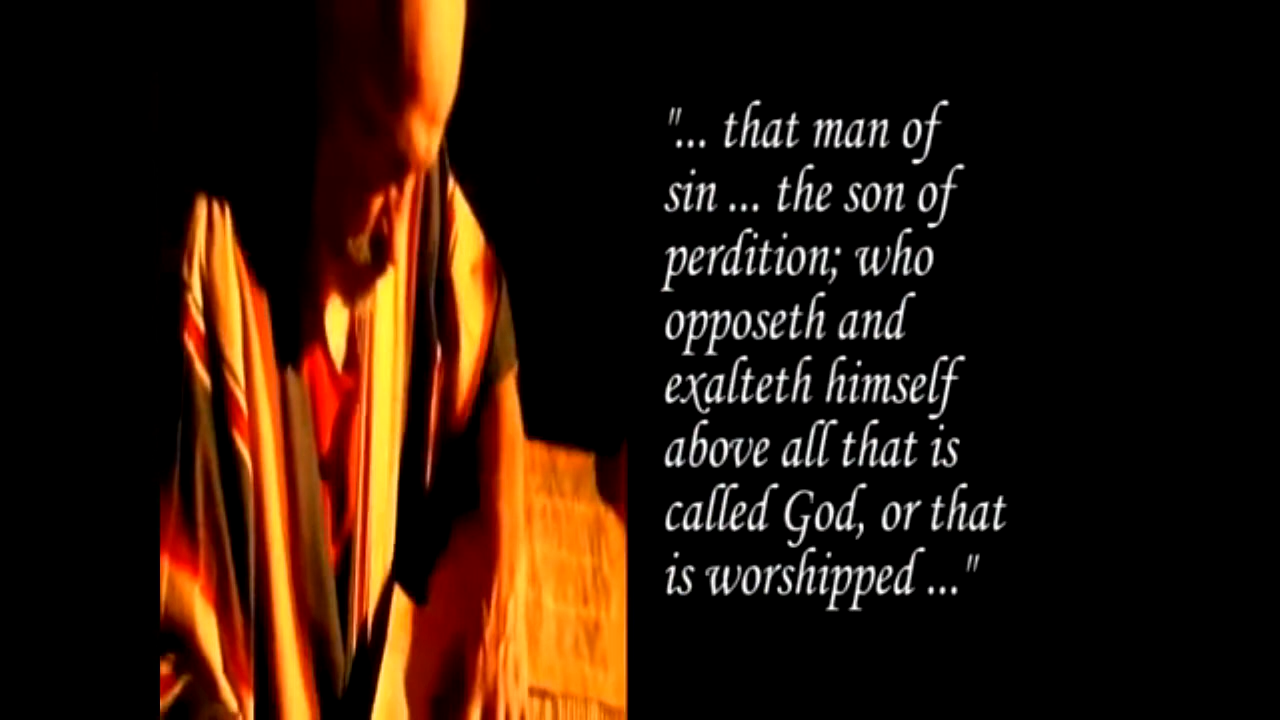 "... that man of
sin ... the son of
perdition; who
opposeth and
exalteth himself
above all that is
called God, or that
is worshipped ..."